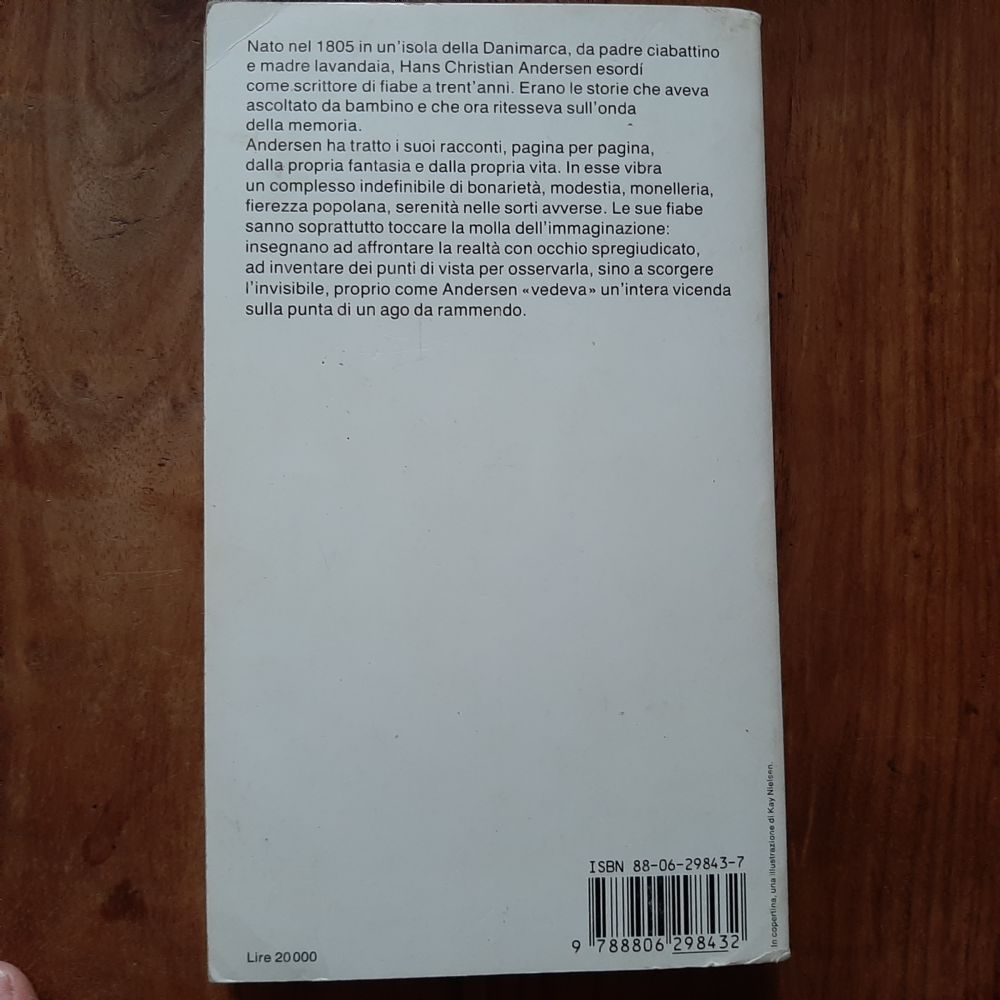 Nato nel 1805 in un'isola della Danimarca, da padre ciabattino
e madre lavandaia, Hans Christian Andersen esordí
come scrittore di fiabe a trent'anni. Erano le storie che aveva
ascoltato da bambino e che ora ritesseva sull'onda
della memoria.
Andersen ha tratto i suoi racconti, pagina per pagina,
dalla propria fantasia e dalla propria vita. In esse vibra
un complesso indefinibile di bonarietà, modestia, monelleria,
fierezza popolana, serenità nelle sorti avverse. Le sue fiabe
sanno soprattutto toccare la molla dell'immaginazione:
insegnano ad affrontare la realtà con occhio spregiudicato,
ad inventare dei punti di vista per osservarla, sino a scorgere
l'invisibile, proprio come Andersen «vedeva» un'intera vicenda
sulla punta di un ago da rammendo.
In copertina, una illustrazione di Kay Nielsen.
ISBN 88-06-29843-7
9 788806 298432
Lire 20 000